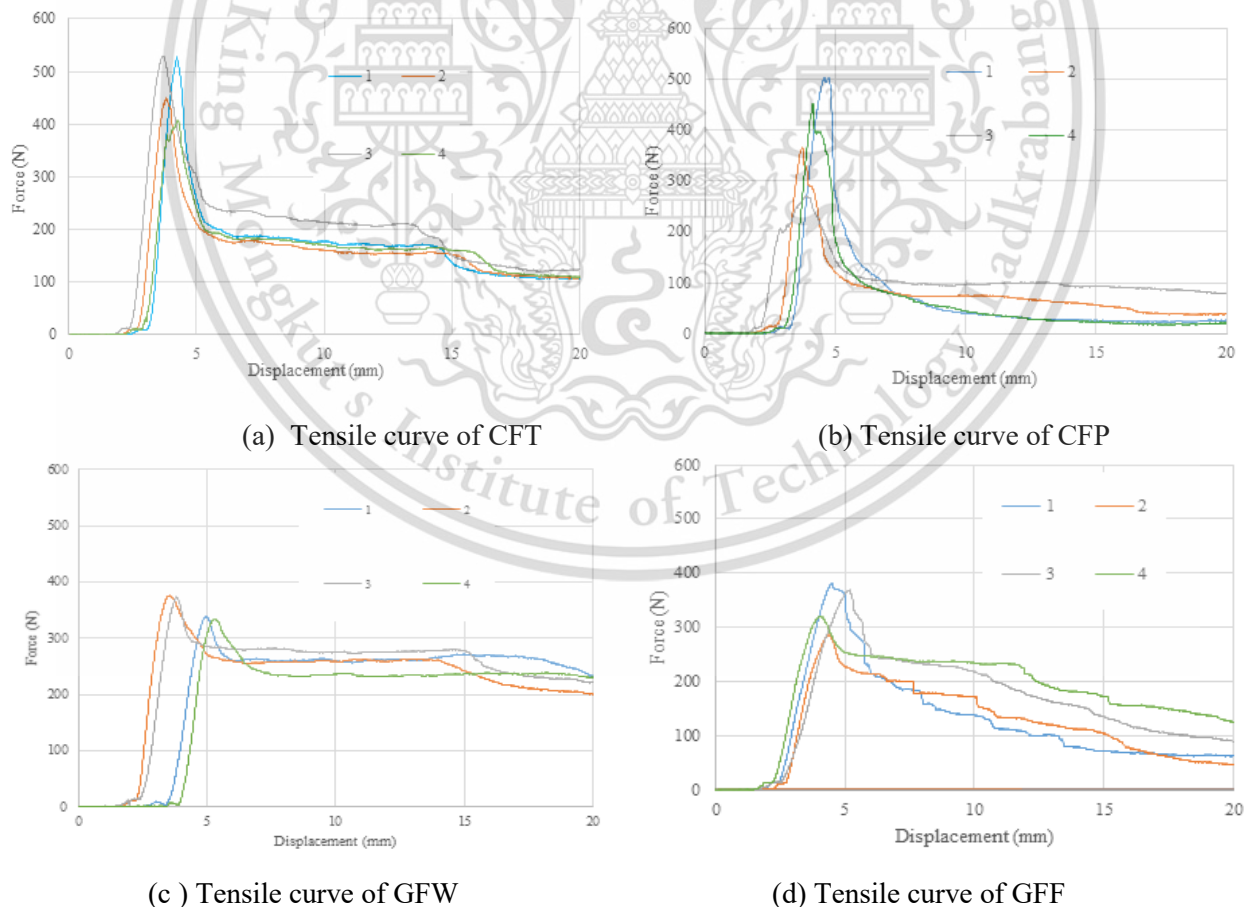 600
500
400
300
200
100
0
Force (N)
1 2
3 4
0 5 10 15 20
Displacement (mm)
600
500
400
300
200
100
0
Force (N)
1 2
3 4
0 5 10 15 20
Displacement (mm)
King Mongkut's Institute of Technology Ladkrabang
(a) Tensile curve of CFT
(b) Tensile curve of CFP
600
500
400
300
200
100
0
Force (N)
1 2
3 4
0 5 10 15 20
Displacement (mm)
600
500
400
300
200
100
0
Force (N)
1 2
3 4
0 5 10 15 20
Displacement (mm)
(c ) Tensile curve of GFW
(d) Tensile curve of GFF